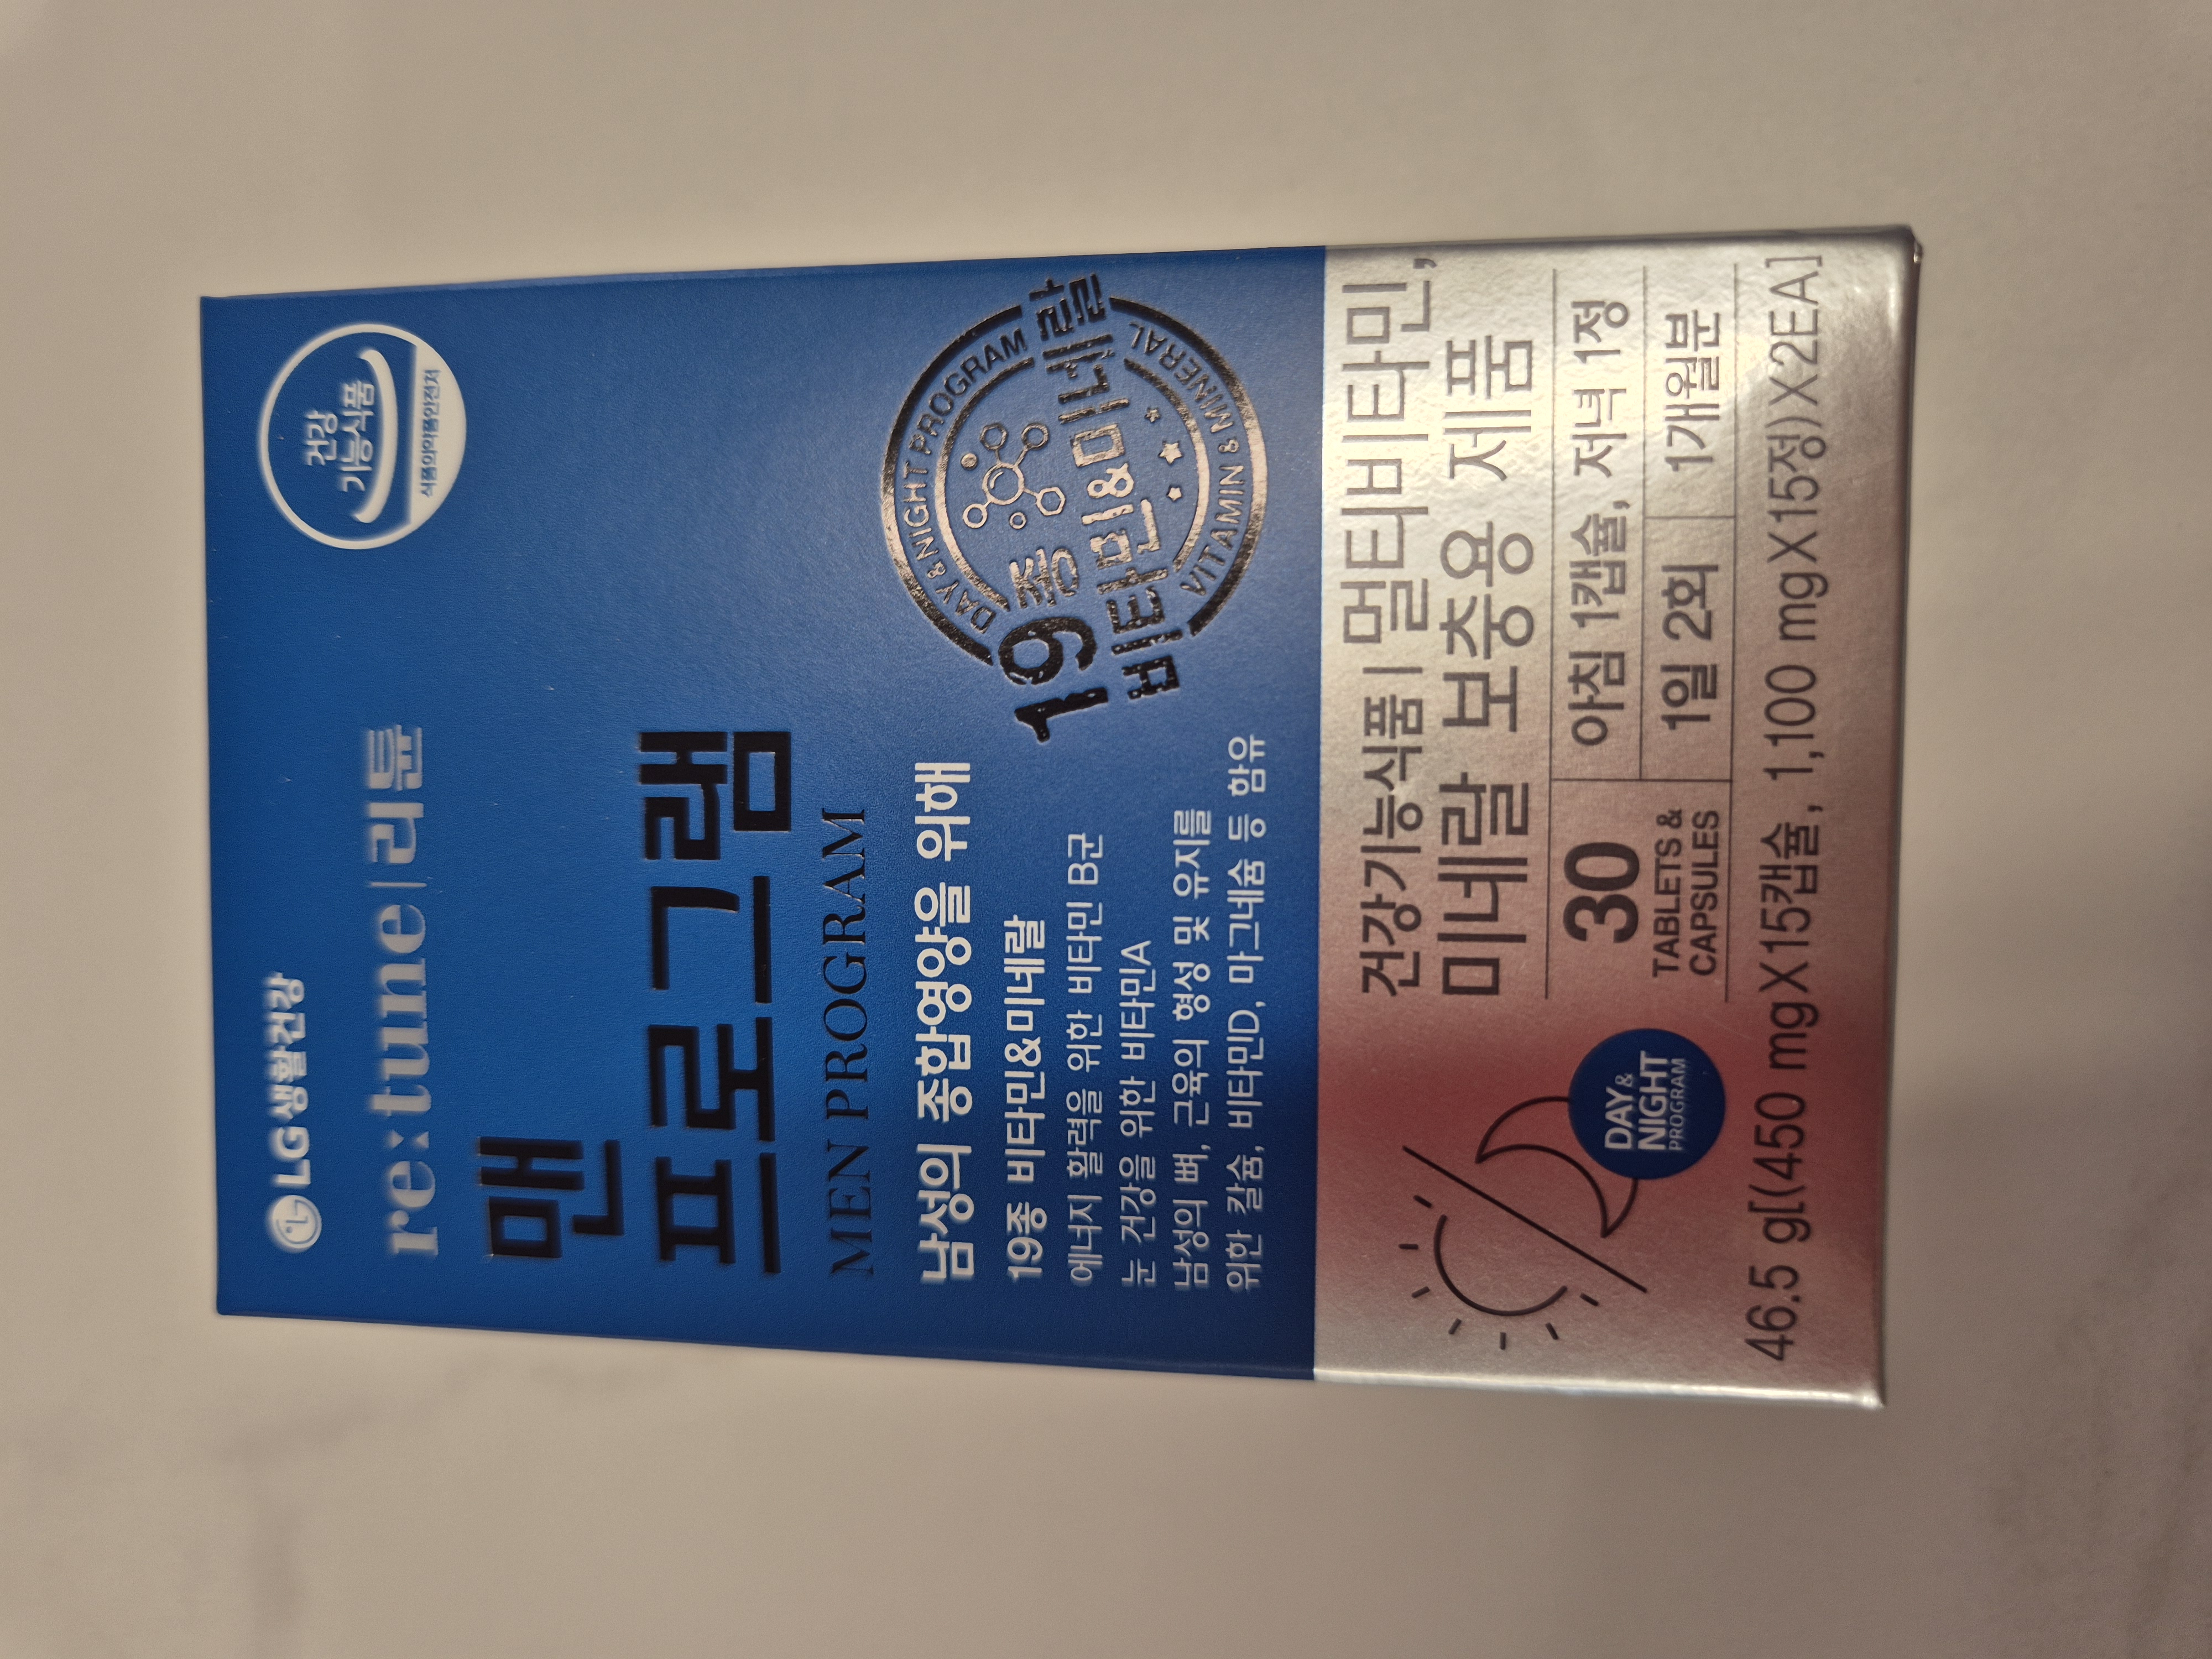 LG생활건강
건강
기능식품
식품의약품안전처
re:tune|리튠
맨
프로그램
MEN PROGRAM
남성의 종합영양을 위해
19종 비타민&미네랄
에너지 활력을 위한 비타민 B군
눈 건강을 위한 비타민A
남성의 뼈, 근육의 형성 및 유지를
위한 칼슘, 비타민D, 마그네슘 등 함유
DAY & NIGHT PROGRAM
19종
비타민&미네랄
VITAMIN & MINERAL
건강기능식품 | 멀티비타민,
미네랄 보충용 제품
DAY &
NIGHT
PROGRAM
30
TABLETS &
CAPSULES
아침 1캡슐, 저녁 1정
1일 2회
1개월분
46.5 g[(450 mgX15캡슐, 1,100 mgX15정)X2EA]